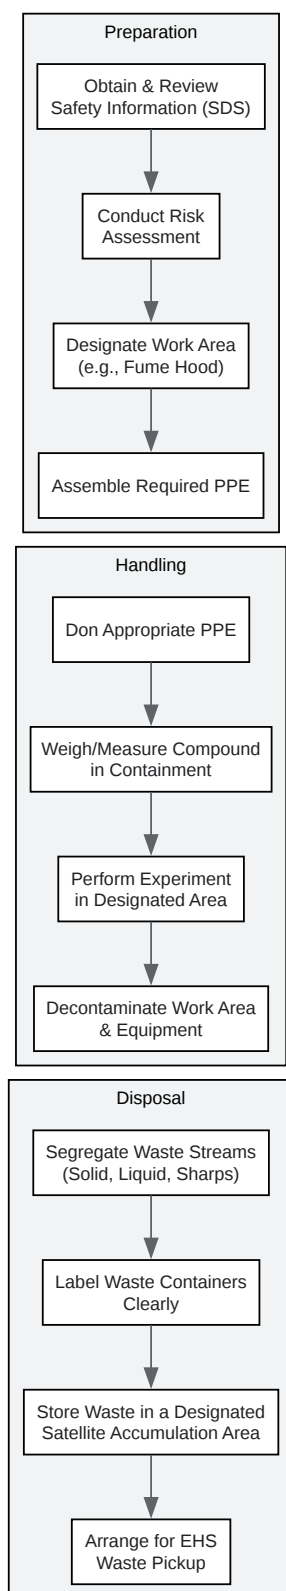 Preparation
Obtain & Review
Safety Information (SDS)
Conduct Risk
Assessment
Designate Work Area
(e.g., Fume Hood)
Assemble Required PPE
Handling
Don Appropriate PPE
Weigh/Measure Compound
in Containment
Perform Experiment
in Designated Area
Decontaminate Work Area
& Equipment
Disposal
Segregate Waste Streams
(Solid, Liquid, Sharps)
Label Waste Containers
Clearly
Store Waste in a Designated
Satellite Accumulation Area
Arrange for EHS
Waste Pickup